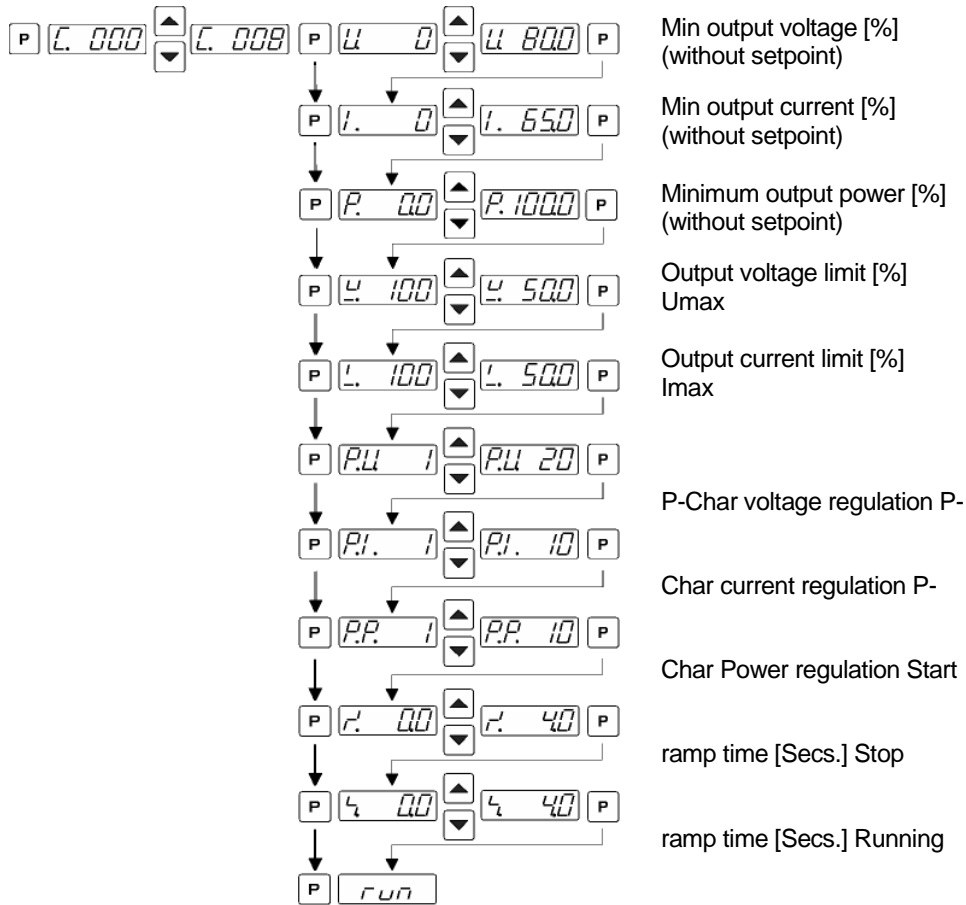 P C. 000 C. 008 P U. 0 U. 80.0 P Min output voltage [%]
(without setpoint)
P I. 0 I. 65.0 P Min output current [%]
(without setpoint)
P P. 0.0 P. 100.0 P Minimum output power [%]
(without setpoint)
P 100 50.0 P Output voltage limit [%]
Umax
P 100 50.0 P Output current limit [%]
Imax
P P.U. 1 P.U. 20 P
P-Char voltage regulation P-
P P.I. 1 P.I. 10 P
Char current regulation P-
P P.P. 1 P.P. 10 P
Char Power regulation Start
P 0.0 4.0 P
ramp time [Secs.] Stop
P 0.0 4.0 P
ramp time [Secs.] Running
P run